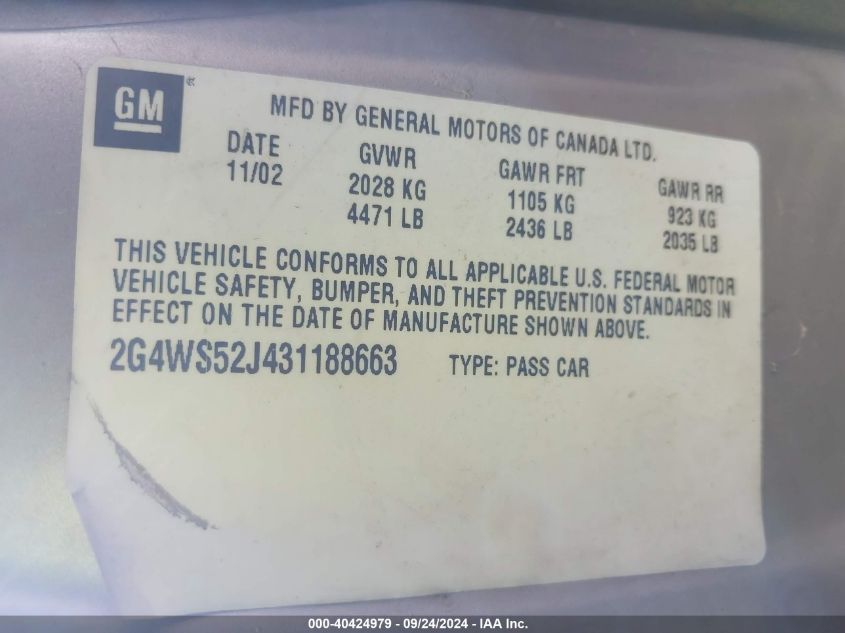 GM
MFD BY GENERAL MOTORS OF CANADA LTD.
DATE GVWR GAWR FRT GAWR RR
11/02 2028 KG 1105 KG 923 KG
4471 LB 2436 LB 2035 LB
THIS VEHICLE CONFORMS TO ALL APPLICABLE U.S. FEDERAL MOTOR
VEHICLE SAFETY, BUMPER, AND THEFT PREVENTION STANDARDS IN
EFFECT ON THE DATE OF MANUFACTURE SHOWN ABOVE.
2G4WS52J431188663 TYPE: PASS CAR
000-40424979 - 09/24/2024 - IAA Inc.